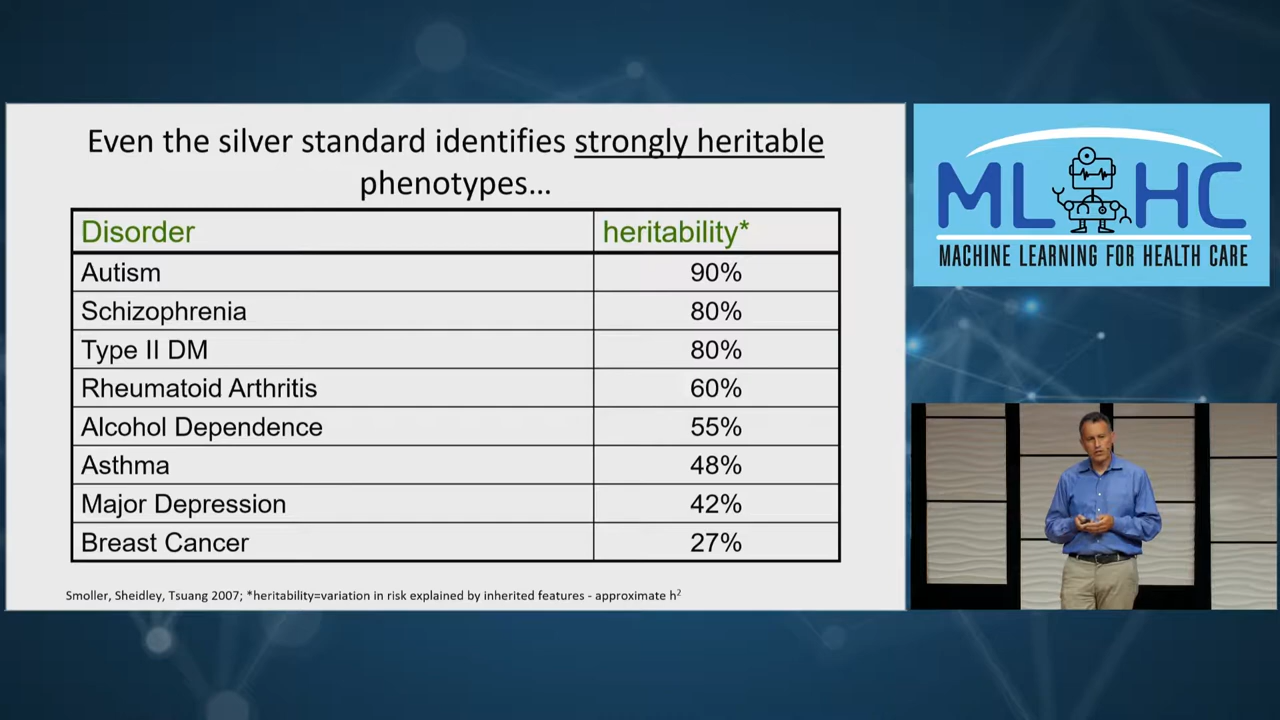 Even the silver standard identifies strongly heritable
phenotypes...
Disorder heritability*
Autism 90%
Schizophrenia 80%
Type II DM 80%
Rheumatoid Arthritis 60%
Alcohol Dependence 55%
Asthma 48%
Major Depression 42%
Breast Cancer 27%
Smoller, Sheidley, Tsuang 2007; *heritability=variation in risk explained by inherited features - approximate h²
ML HC
MACHINE LEARNING FOR HEALTH CARE